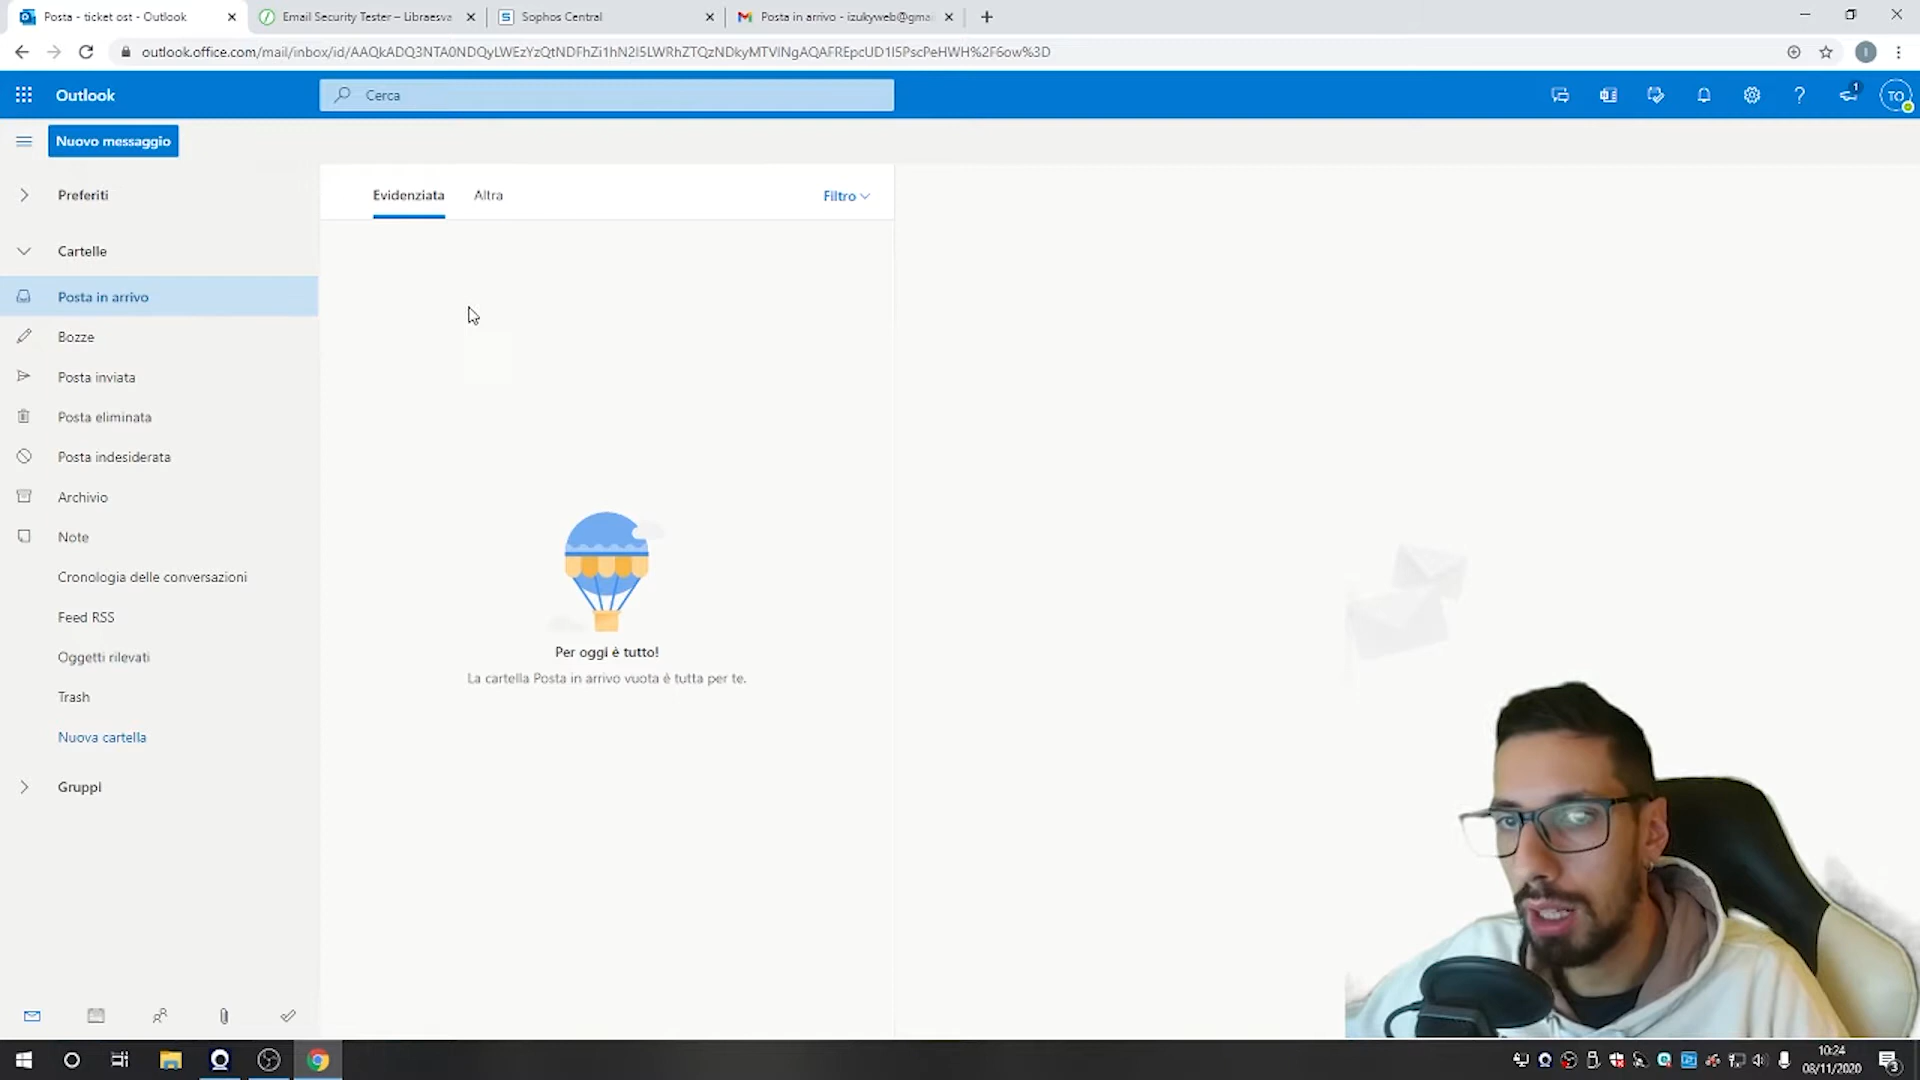 Posta - ticket ost - Outlook
Email Security Tester – Libraesva
Sophos Central
Posta in arrivo - izukyweb@gma
outlook.office.com/mail/inbox/id/AAQkADQ3NTA0NDQyLWEzYzQtNDFhZi1hN2I5LWRhZTQzNDkyMTVlNgAQAFREpcUD1I5PscPeHWH%2F6ow%3D
Outlook
Cerca
1
TO
Nuovo messaggio
Preferiti
Evidenziata
Altra
Filtro
Cartelle
Posta in arrivo
Bozze
Posta inviata
Posta eliminata
Posta indesiderata
Archivio
Note
Cronologia delle conversazioni
Feed RSS
Oggetti rilevati
Trash
Nuova cartella
Gruppi
Per oggi è tutto!
La cartella Posta in arrivo vuota è tutta per te.
10:24
08/11/2020
3